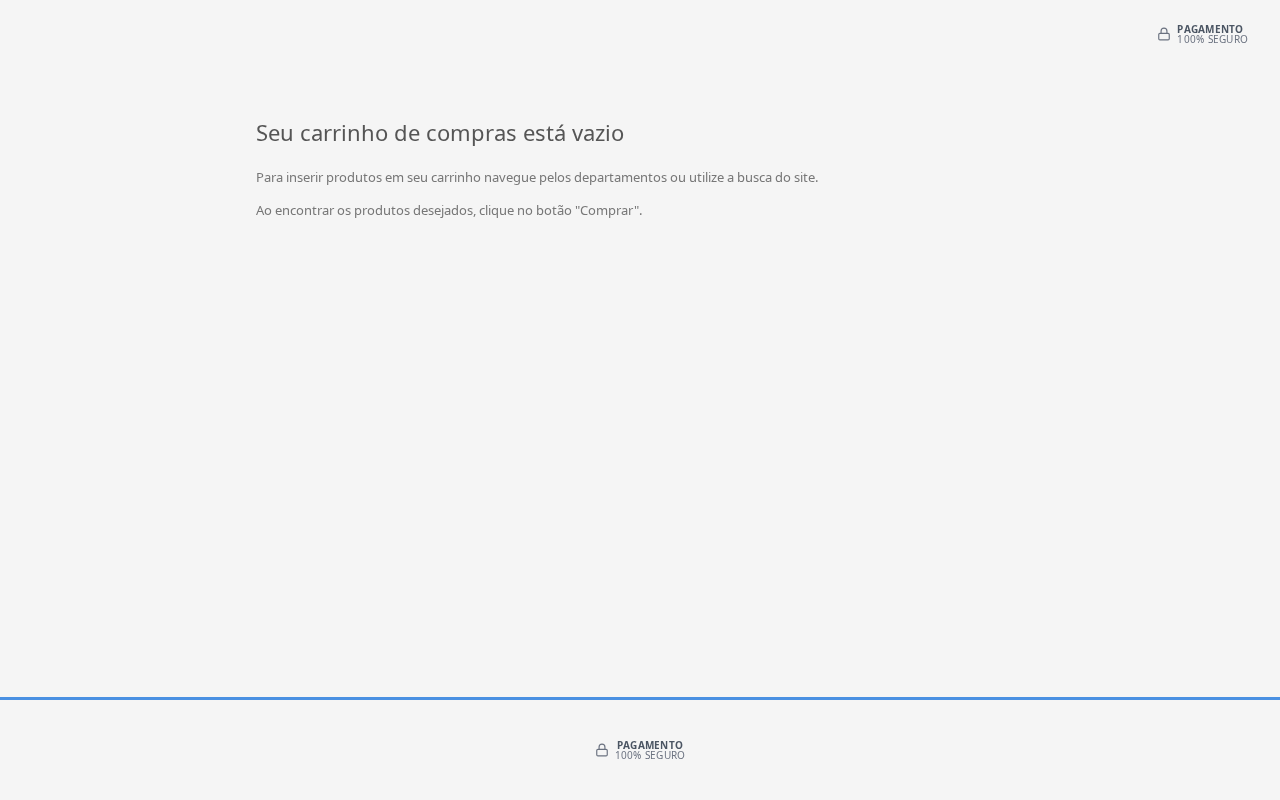 PAGAMENTO
100% SEGURO
Seu carrinho de compras está vazio
Para inserir produtos em seu carrinho navegue pelos departamentos ou utilize a busca do site.
Ao encontrar os produtos desejados, clique no botão "Comprar".
PAGAMENTO
100% SEGURO